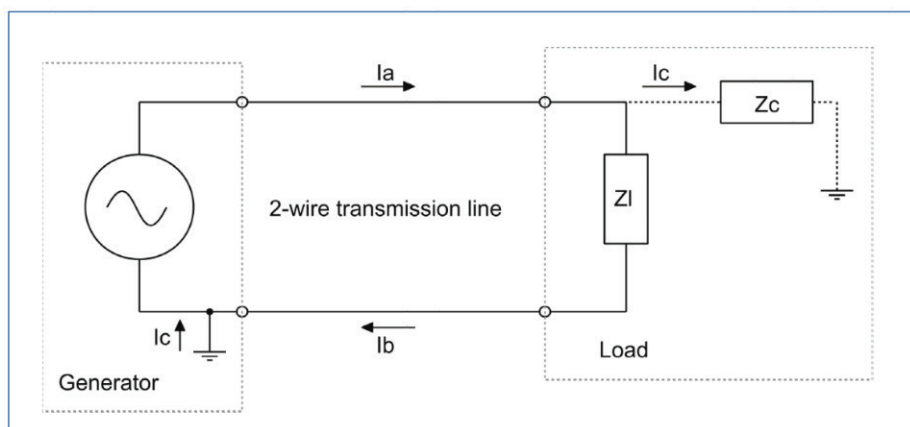 Ia
Ic
Zc
2-wire transmission line
Zl
Ic
Ib
Load
Generator